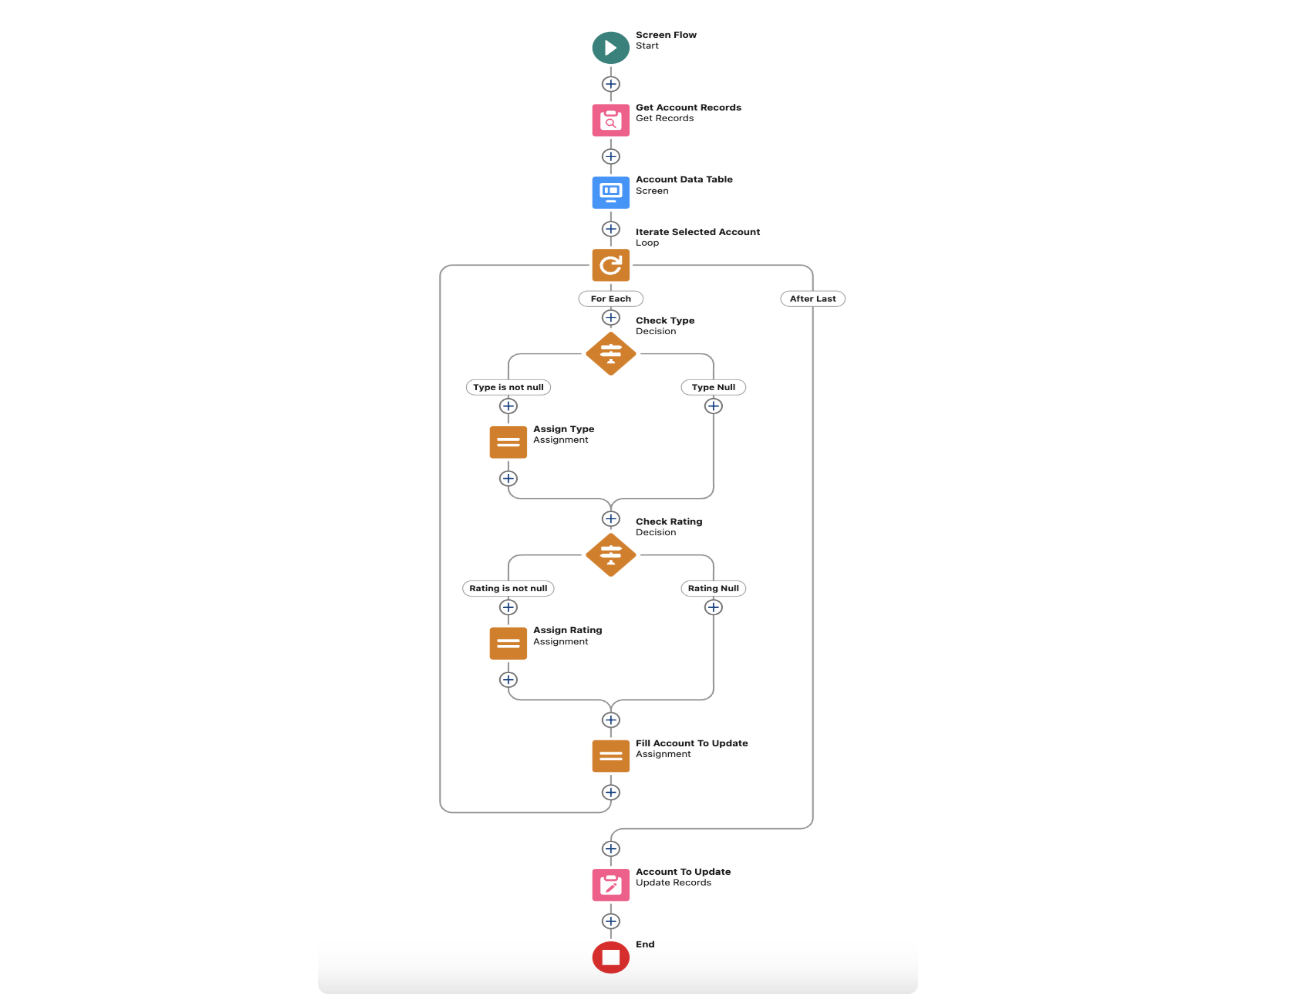 Screen Flow
Start
Get Account Records
Get Records
Account Data Table
Screen
Iterate Selected Account
Loop
For Each
After Last
Check Type
Decision
Type is not null
Type Null
Assign Type
Assignment
Check Rating
Decision
Rating is not null
Rating Null
Assign Rating
Assignment
Fill Account To Update
Assignment
Account To Update
Update Records
End